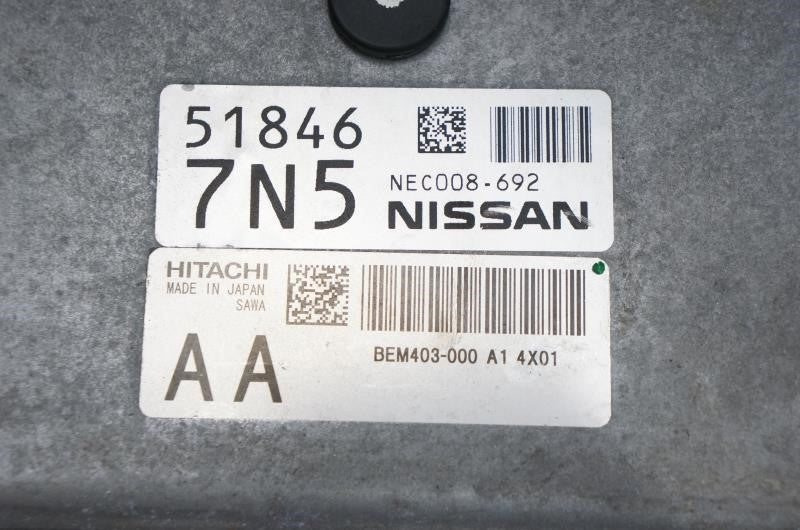 51846
7N5
NEC008-692
NISSAN
HITACHI
MADE IN JAPAN
SAWA
AA
BEM403-000 A1 4X01